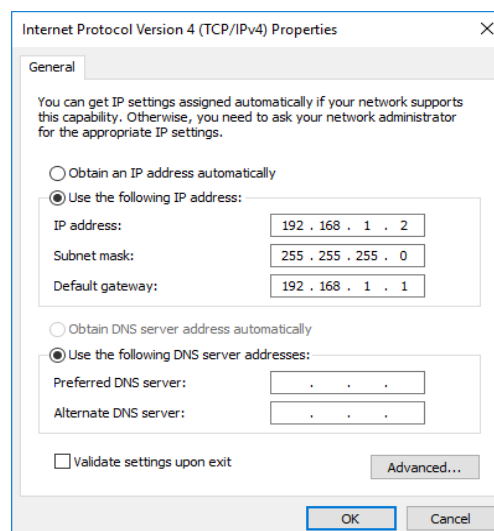 Internet Protocol Version 4 (TCP/IPv4) Properties
General
You can get IP settings assigned automatically if your network supports
this capability. Otherwise, you need to ask your network administrator
for the appropriate IP settings.
Obtain an IP address automatically
Use the following IP address:
IP address: 192 . 168 . 1 . 2
Subnet mask: 255 . 255 . 255 . 0
Default gateway: 192 . 168 . 1 . 1
Obtain DNS server address automatically
Use the following DNS server addresses:
Preferred DNS server: . . .
Alternate DNS server: . . .
Validate settings upon exit
Advanced...
OK Cancel